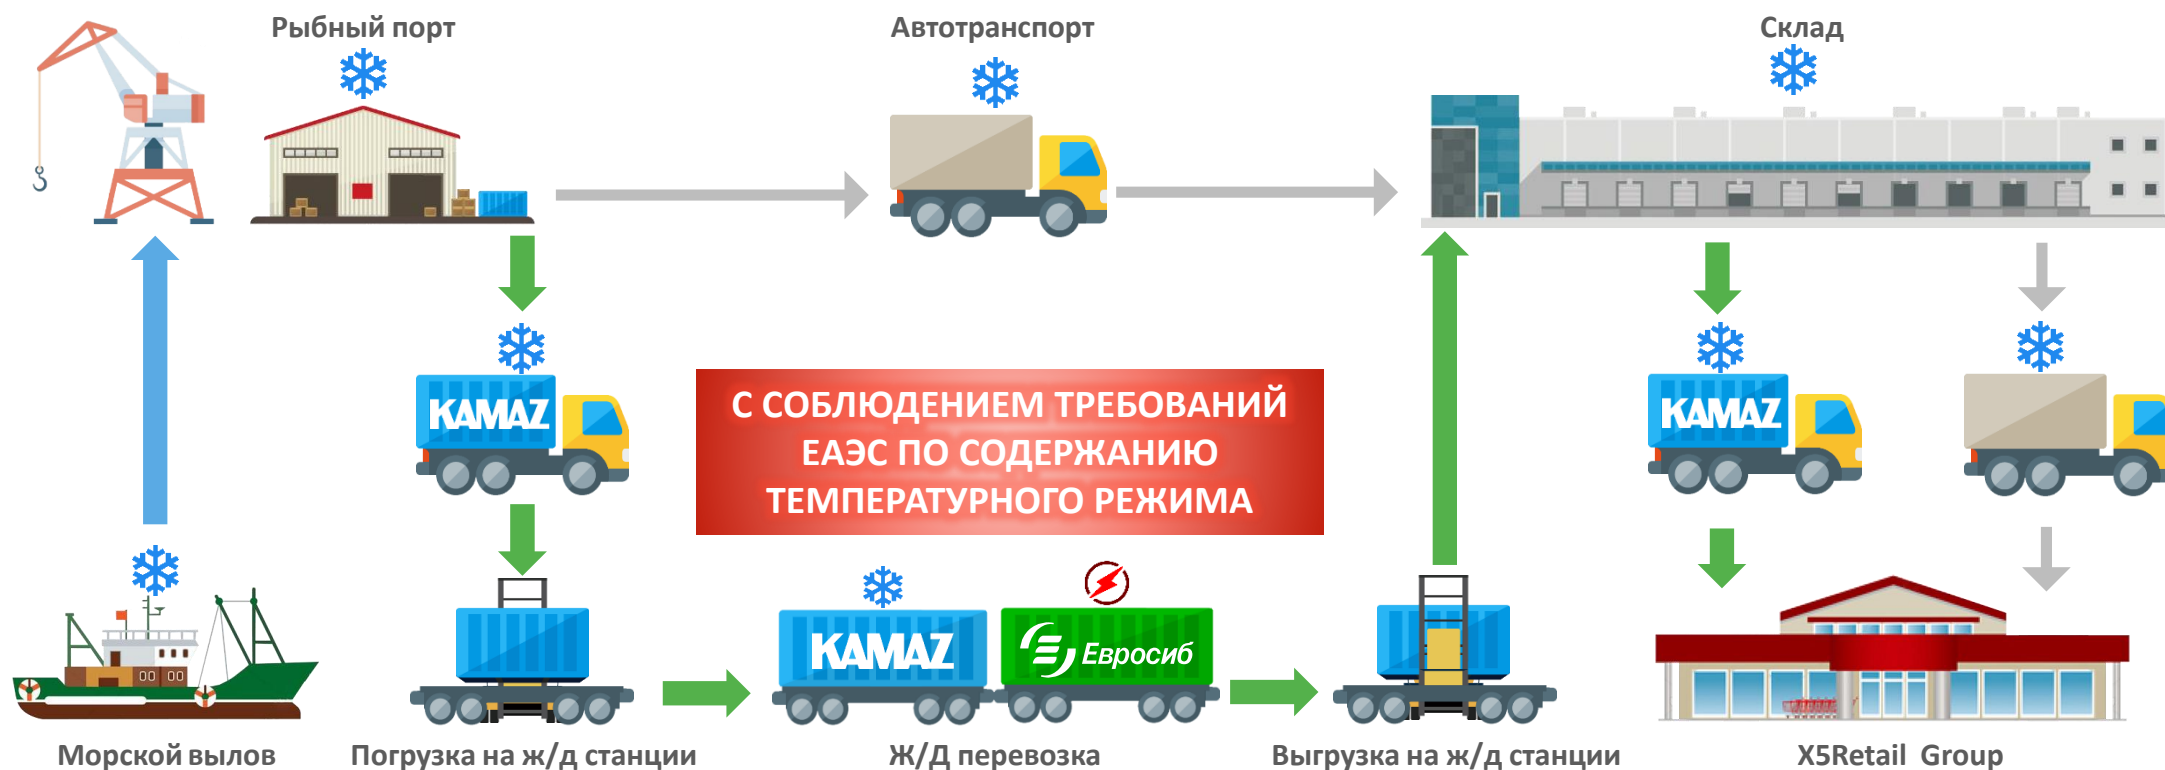 Рыбный порт
Автотранспорт
Склад
KAMAZ
С СОБЛЮДЕНИЕМ ТРЕБОВАНИЙ
ЕАЭС ПО СОДЕРЖАНИЮ
ТЕМПЕРАТУРНОГО РЕЖИМА
KAMAZ
KAMAZ
Евросиб
Морской вылов
Погрузка на ж/д станции
Ж/Д перевозка
Выгрузка на ж/д станции
X5Retail Group